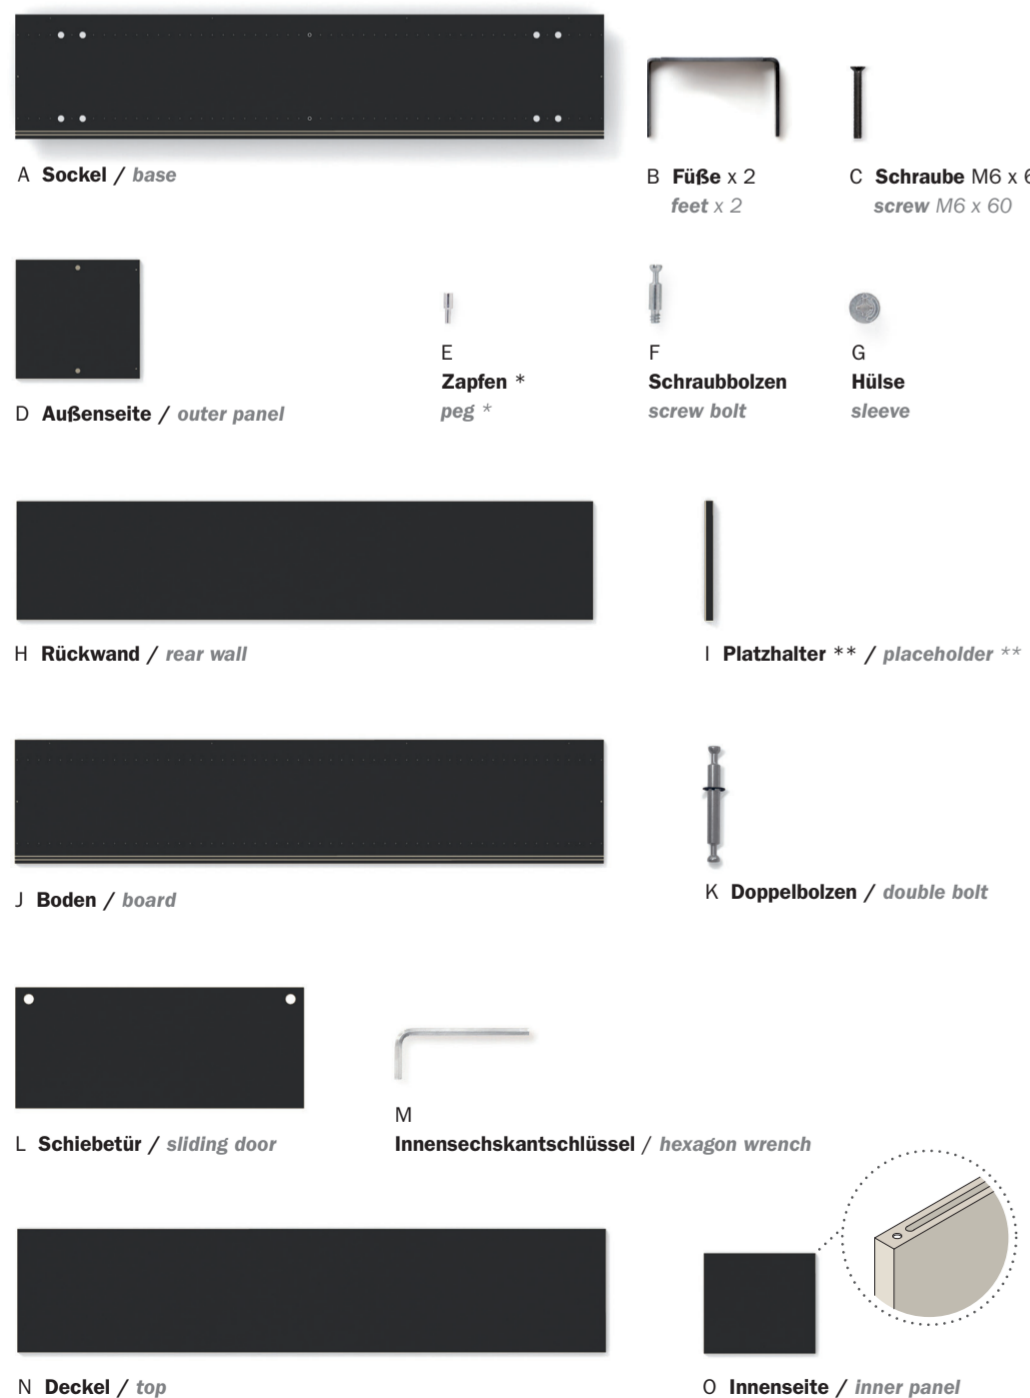 A Sockel / base
B Füße x 2
feet x 2
C Schraube M6 x 6
screw M6 x 60
D Außenseite / outer panel
E
Zapfen *
peg *
F
Schraubbolzen
screw bolt
G
Hülse
sleeve
H Rückwand / rear wall
I Platzhalter ** / placeholder **
J Boden / board
K Doppelbolzen / double bolt
L Schiebetür / sliding door
M
Innensechskantschlüssel / hexagon wrench
N Deckel / top
O Innenseite / inner panel